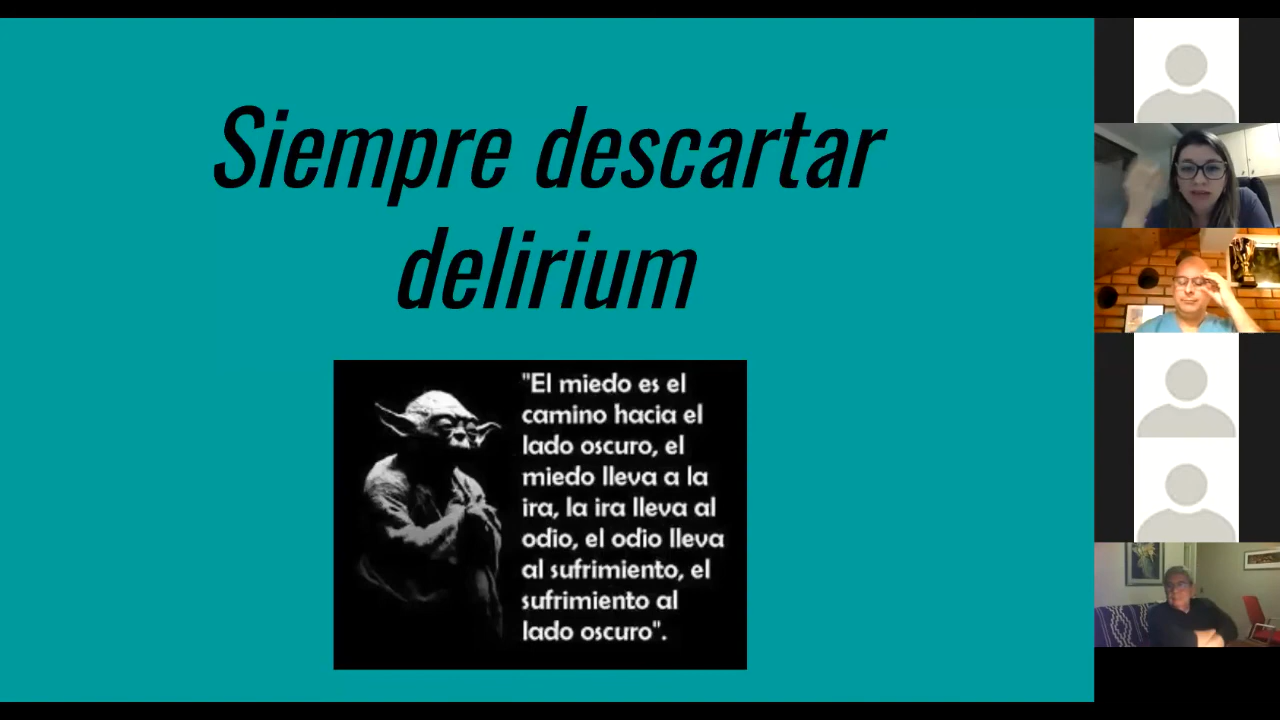 Siempre descartar
delirium
"El miedo es el
camino hacia el
lado oscuro, el
miedo lleva a la
ira, la ira lleva al
odio, el odio lleva
al sufrimiento, el
sufrimiento al
lado oscuro".